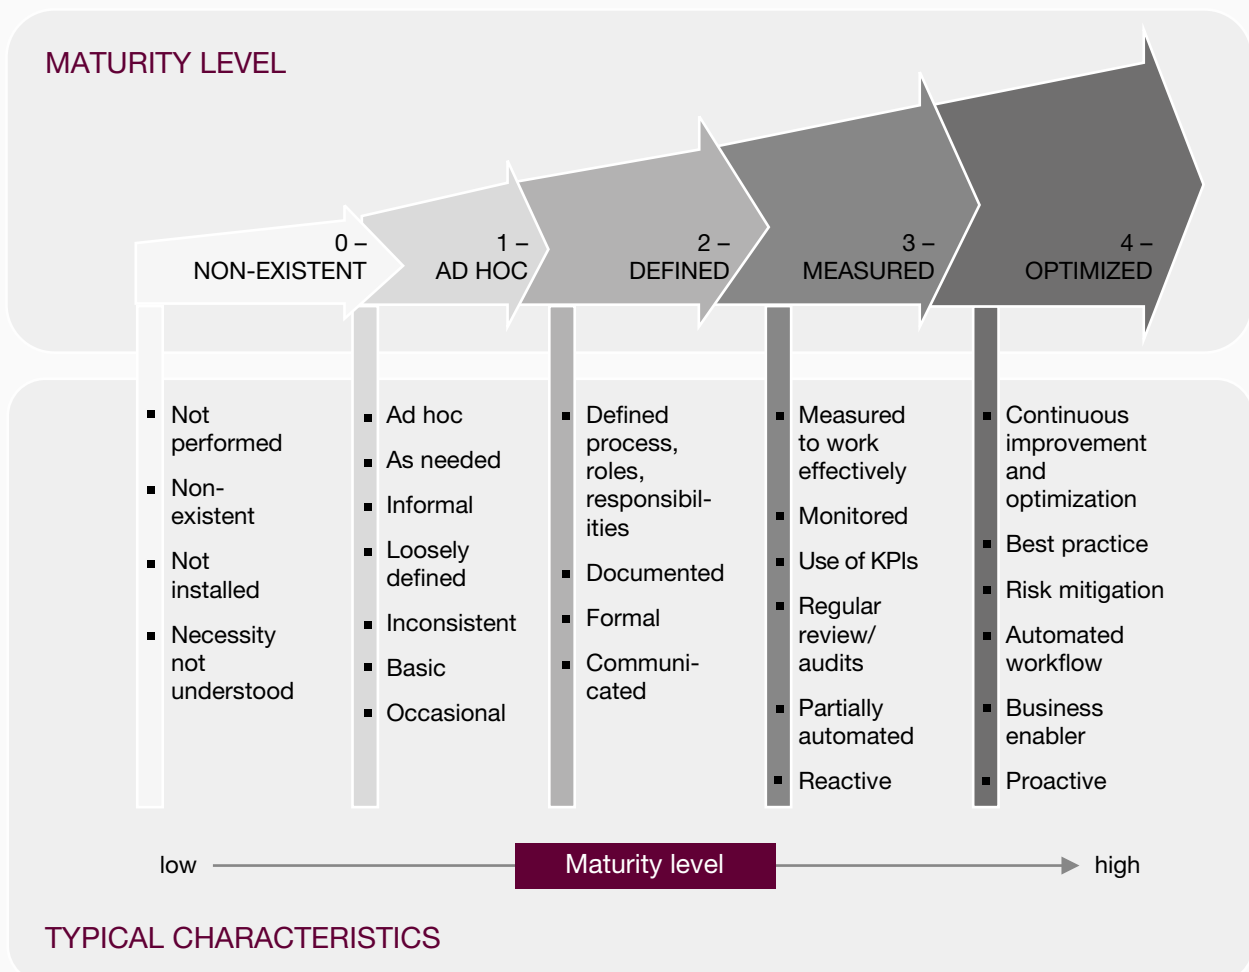 MATURITY LEVEL
0 –
NON-EXISTENT
1 –
AD HOC
2 –
DEFINED
3 –
MEASURED
4 –
OPTIMIZED
Not
performed
Non-
existent
Not
installed
Necessity
not
understood
Ad hoc
As needed
Informal
Loosely
defined
Inconsistent
Basic
Occasional
Defined
process,
roles,
responsibil-
ities
Documented
Formal
Communi-
cated
Measured
to work
effectively
Monitored
Use of KPIs
Regular
review/
audits
Partially
automated
Reactive
Continuous
improvement
and
optimization
Best practice
Risk mitigation
Automated
workflow
Business
enabler
Proactive
low
Maturity level
high
TYPICAL CHARACTERISTICS